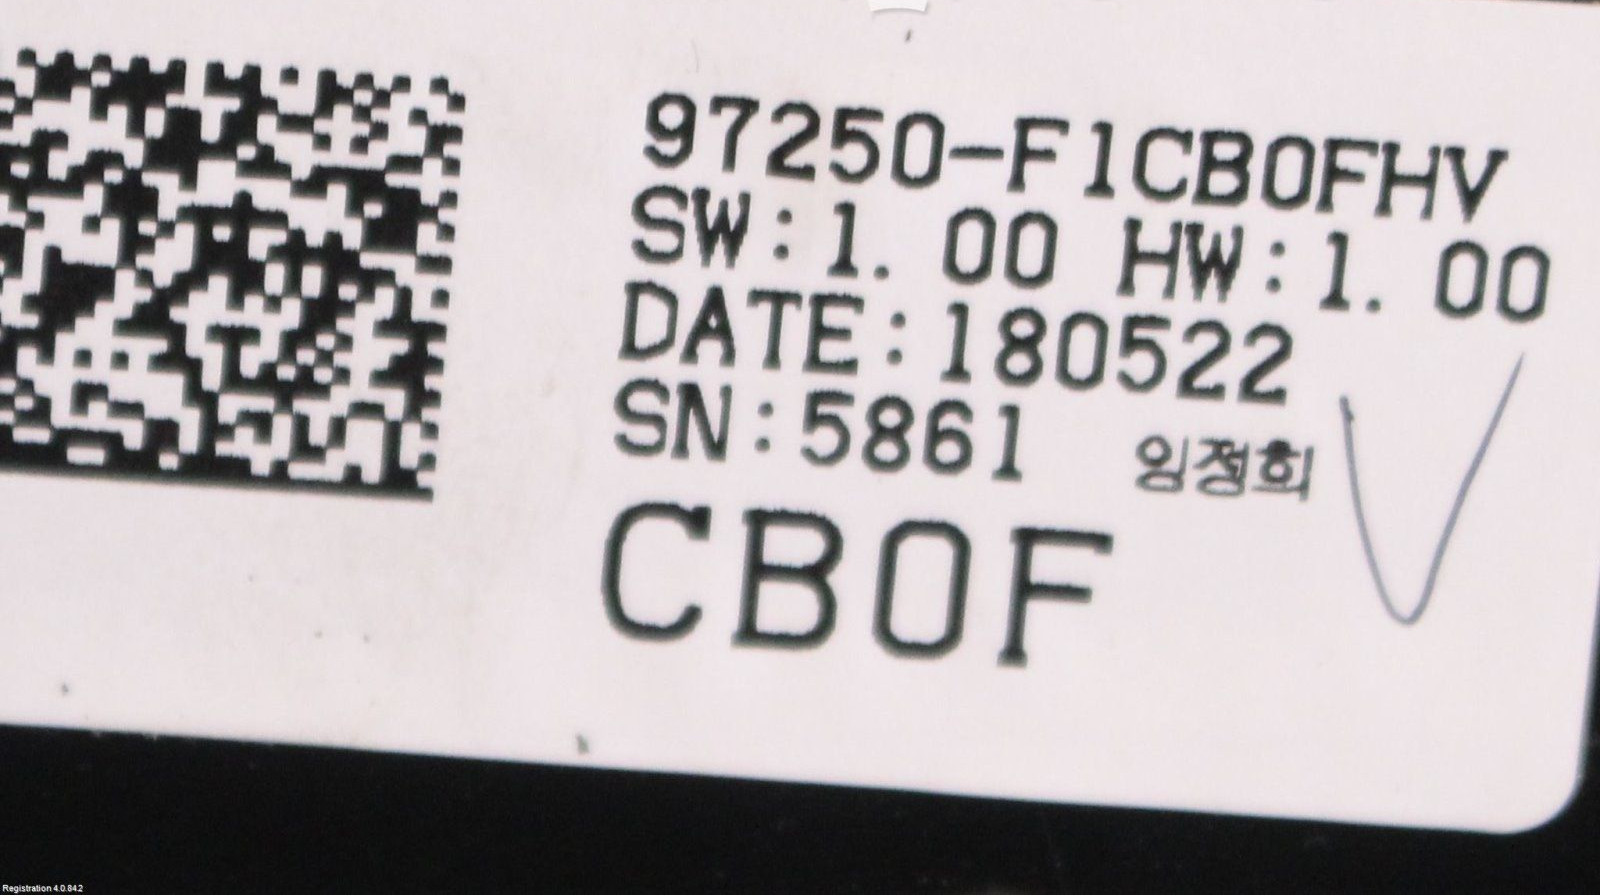 97250-F1CB0FHV
SW:1. 00 HW:1. 00
DATE:180522
SN:5861 임정희
CB0F
Registration 4.0.84.2